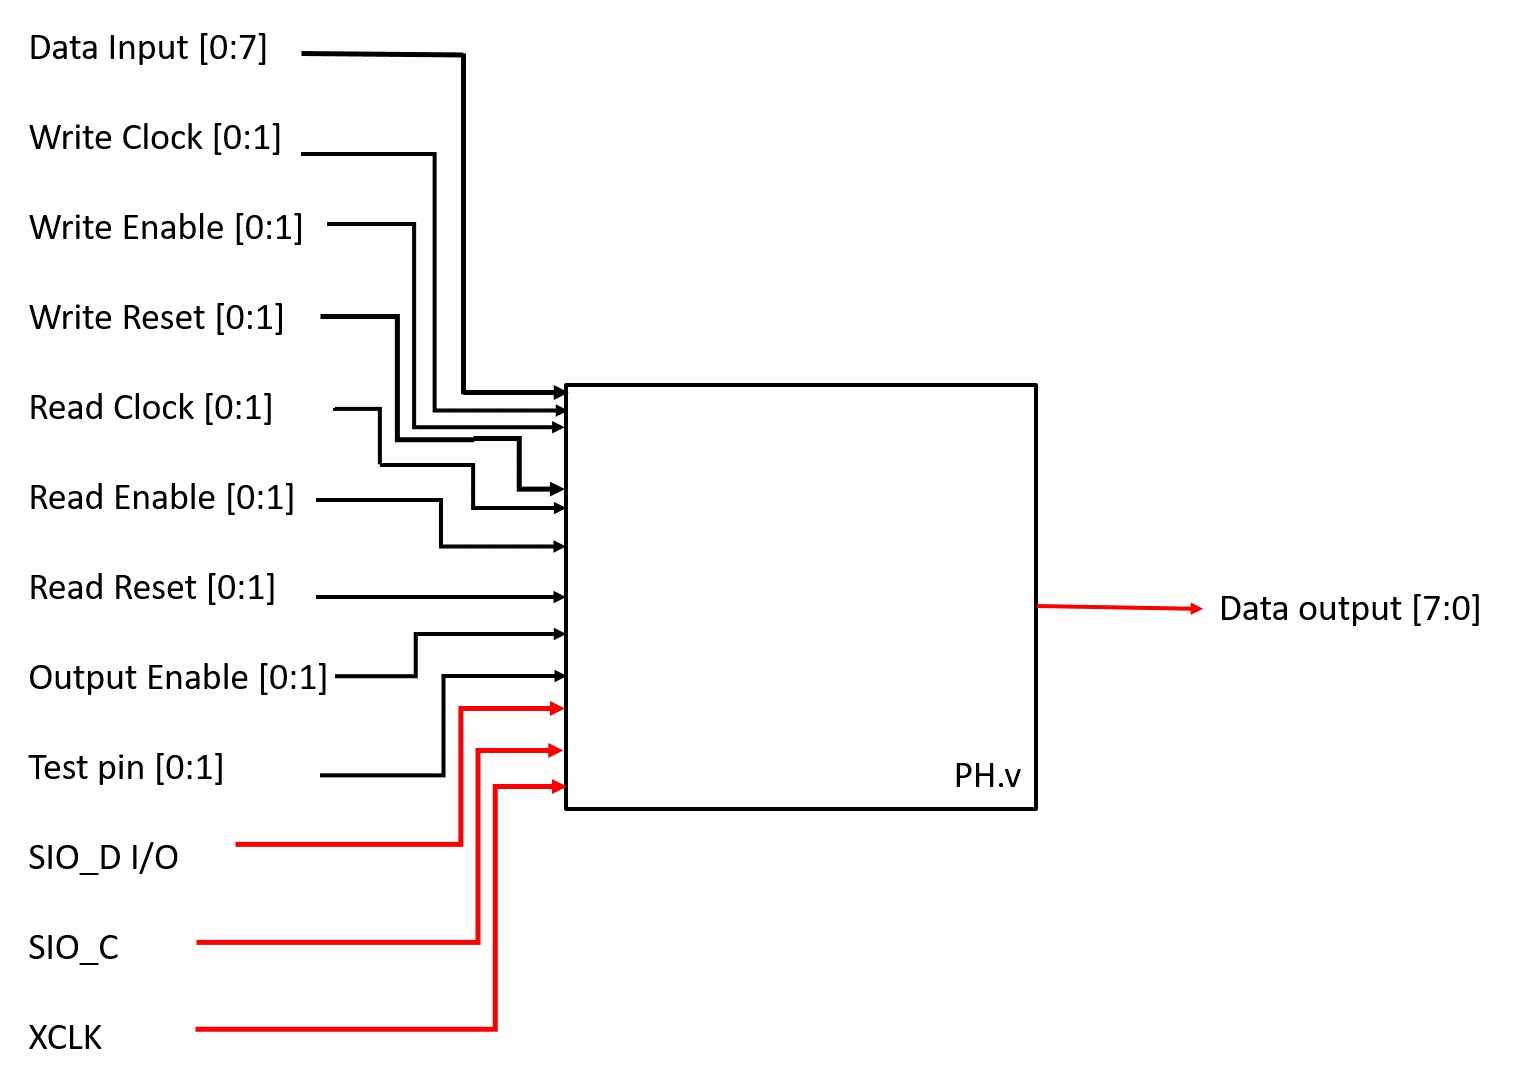 Data Input [0:7]
Write Clock [0:1]
Write Enable [0:1]
Write Reset [0:1]
Read Clock [0:1]
Read Enable [0:1]
Read Reset [0:1]
Output Enable [0:1]
Test pin [0:1]
SIO_D I/O
SIO_C
XCLK
PH.v
Data output [7:0]